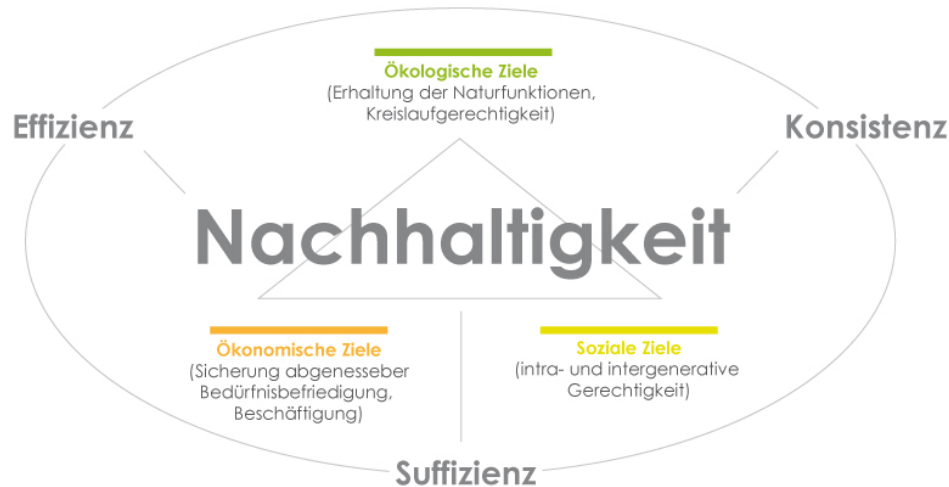 Ökologische Ziele
(Erhaltung der Naturfunktionen,
Kreislaufgerechtigkeit)
Effizienz
Konsistenz
Nachhaltigkeit
Ökonomische Ziele
(Sicherung abgenesseber
Bedürfnisbefriedigung,
Beschäftigung)
Soziale Ziele
(intra- und intergenerative
Gerechtigkeit)
Suffizienz